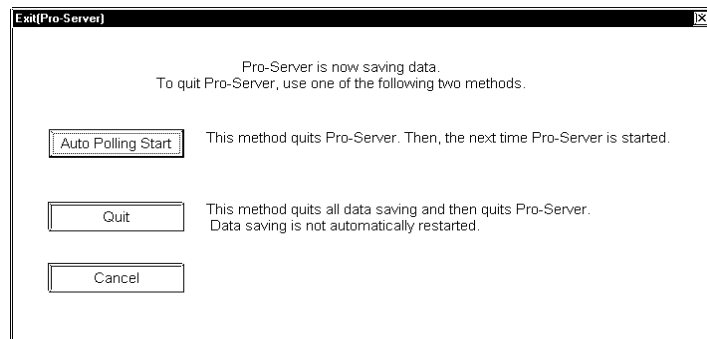 Exit(Pro-Server)
Pro-Server is now saving data.
To quit Pro-Server, use one of the following two methods.
Auto Polling Start
This method quits Pro-Server. Then, the next time Pro-Server is started.
Quit
This method quits all data saving and then quits Pro-Server.
Data saving is not automatically restarted.
Cancel